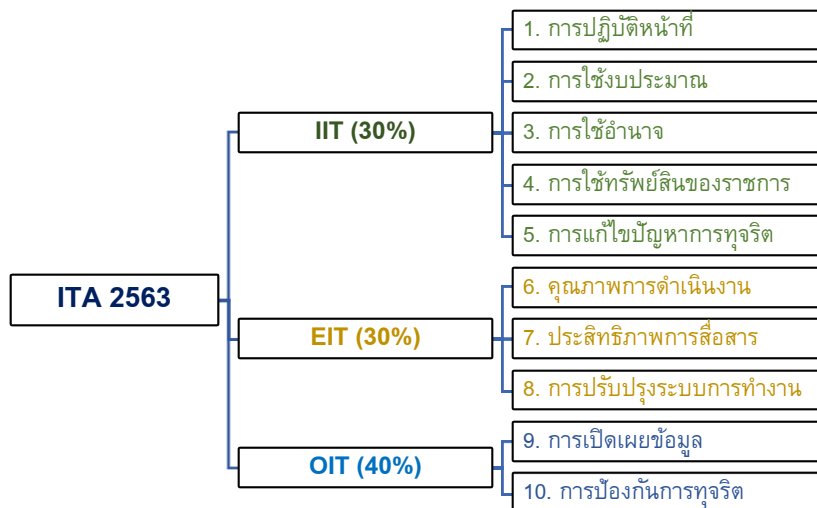 ITA 2563
IIT (30%)
1. การปฏิบัติหน้าที่
2. การใช้งบประมาณ
3. การใช้อำนาจ
4. การใช้ทรัพย์สินของราชการ
5. การแก้ไขปัญหาการทุจริต
EIT (30%)
6. คุณภาพการดำเนินงาน
7. ประสิทธิภาพการสื่อสาร
8. การปรับปรุงระบบการทำงาน
OIT (40%)
9. การเปิดเผยข้อมูล
10. การป้องกันการทุจริต